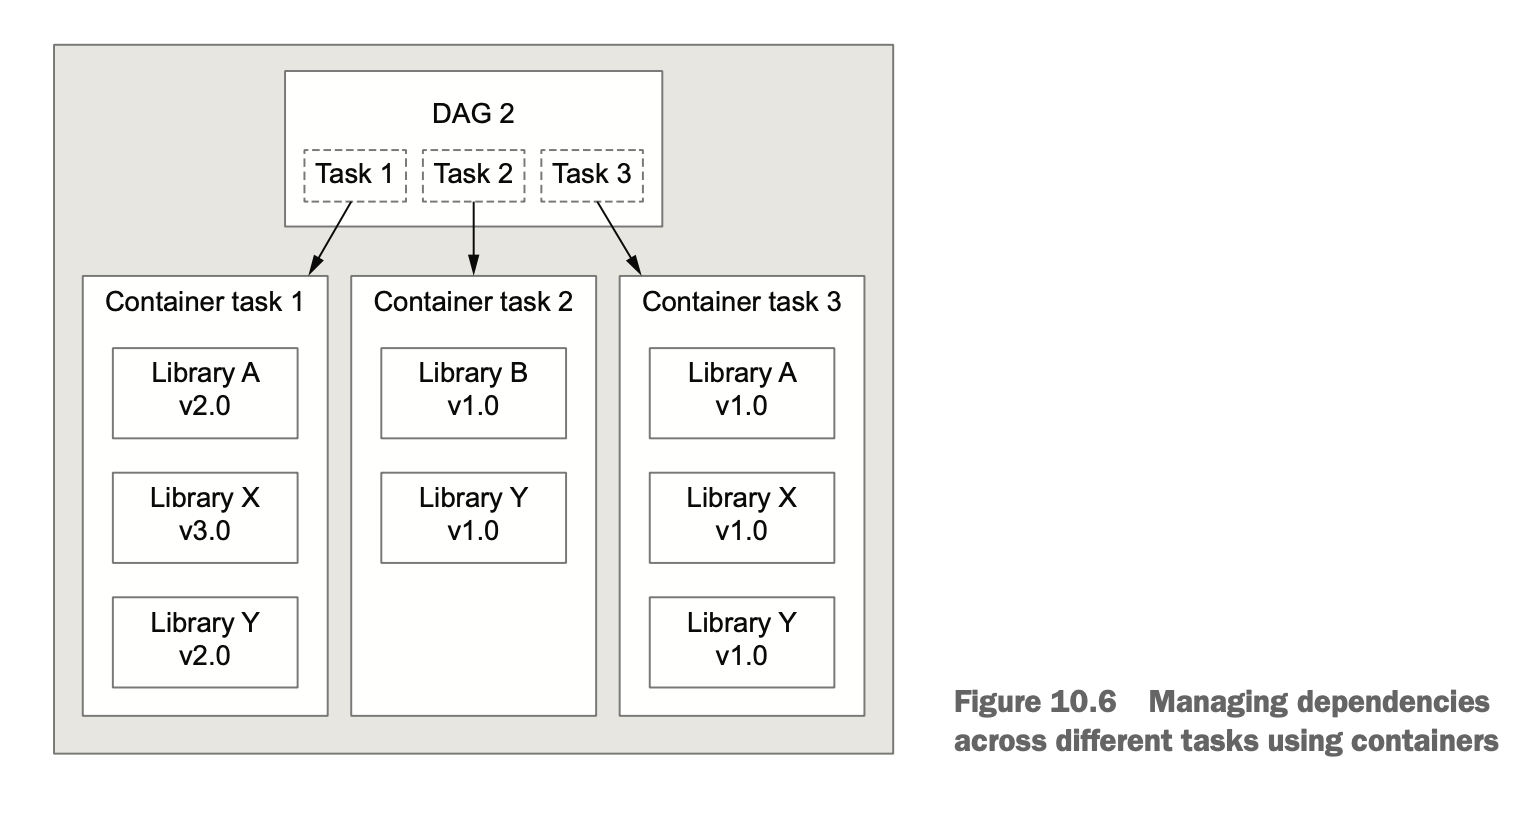 DAG 2
Task 1 Task 2 Task 3
Container task 1
Library A
v2.0
Library X
v3.0
Library Y
v2.0
Container task 2
Library B
v1.0
Library Y
v1.0
Container task 3
Library A
v1.0
Library X
v1.0
Library Y
v1.0
Figure 10.6 Managing dependencies
across different tasks using containers